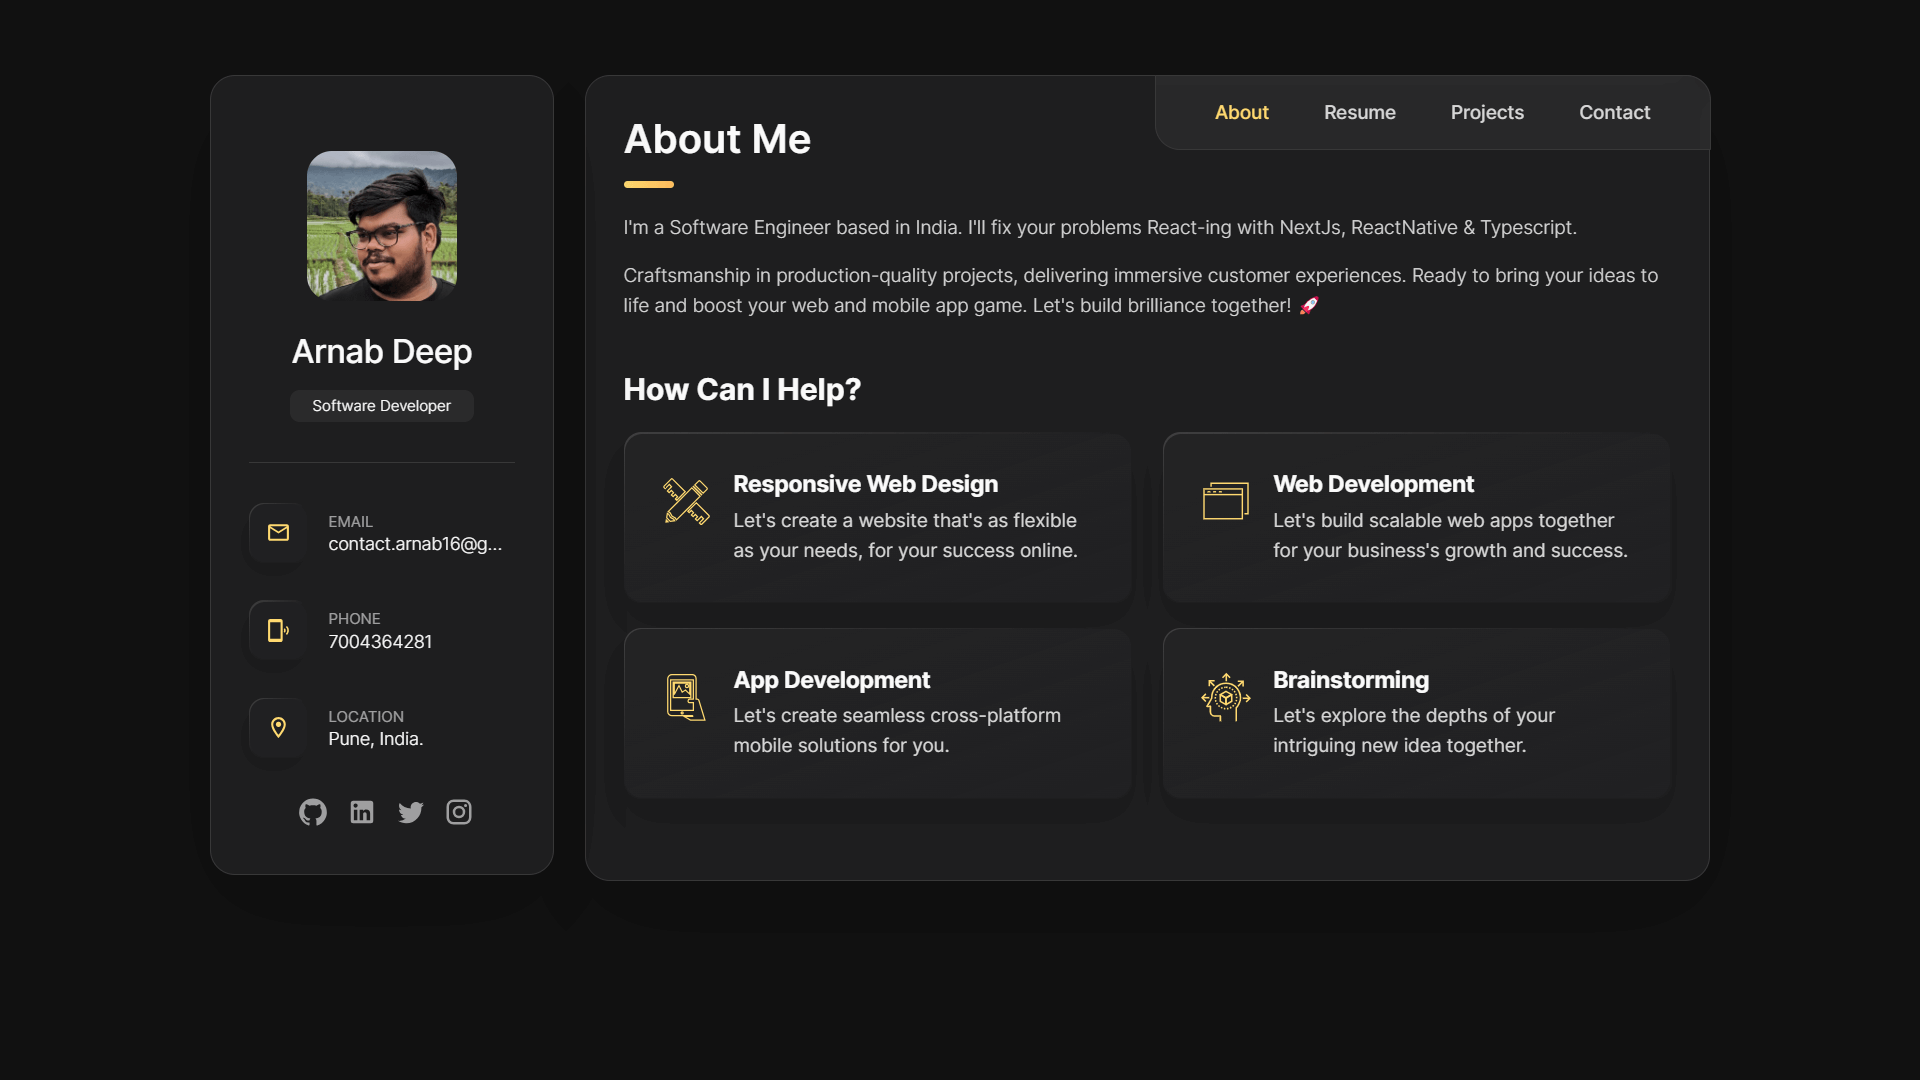 Arnab Deep
Software Developer
EMAIL
contact.arnab16@g...
PHONE
7004364281
LOCATION
Pune, India.
About
Resume
Projects
Contact
About Me
I'm a Software Engineer based in India. I'll fix your problems React-ing with NextJs, ReactNative & Typescript.
Craftsmanship in production-quality projects, delivering immersive customer experiences. Ready to bring your ideas to
life and boost your web and mobile app game. Let's build brilliance together! 🚀
How Can I Help?
Responsive Web Design
Let's create a website that's as flexible
as your needs, for your success online.
Web Development
Let's build scalable web apps together
for your business's growth and success.
App Development
Let's create seamless cross-platform
mobile solutions for you.
Brainstorming
Let's explore the depths of your
intriguing new idea together.